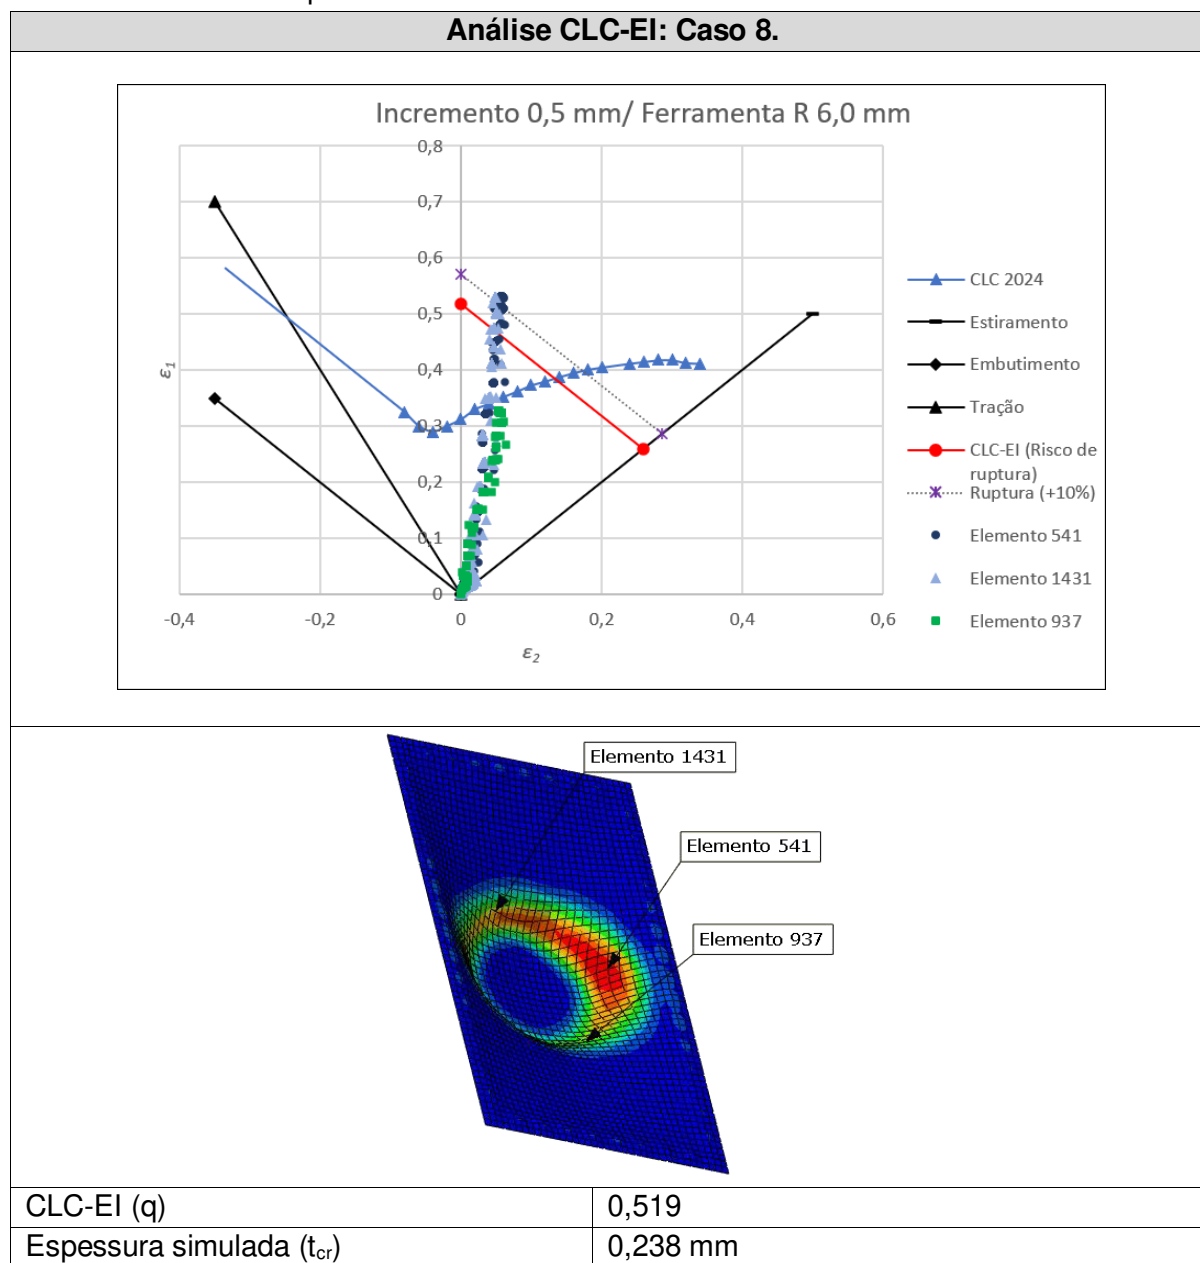 Análise CLC-EI: Caso 8.
Incremento 0,5 mm/ Ferramenta R 6,0 mm
0,8
0,7
0,6
0,5
0,4
0,3
0,2
0,1
0
-0,4
-0,2
0
0,2
0,4
0,6
ε1
ε2
CLC 2024
Estiramento
Embutimento
Tração
CLC-EI (Risco de
ruptura)
Ruptura (+10%)
Elemento 541
Elemento 1431
Elemento 937
Elemento 1431
Elemento 541
Elemento 937
CLC-EI (q)
0,519
Espessura simulada (tcr)
0,238 mm